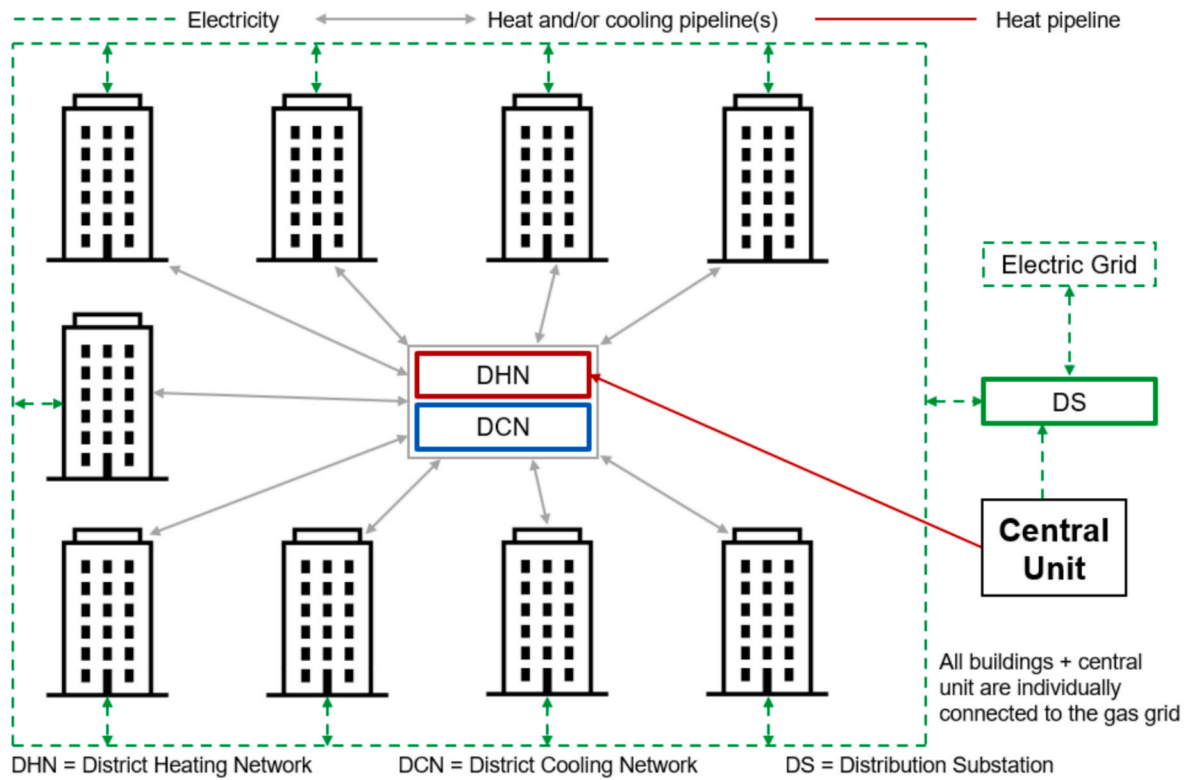 Electricity
Heat and/or cooling pipeline(s)
Heat pipeline
Electric Grid
DHN
DCN
DS
Central
Unit
All buildings + central
unit are individually
connected to the gas grid
DHN = District Heating Network
DCN = District Cooling Network
DS = Distribution Substation